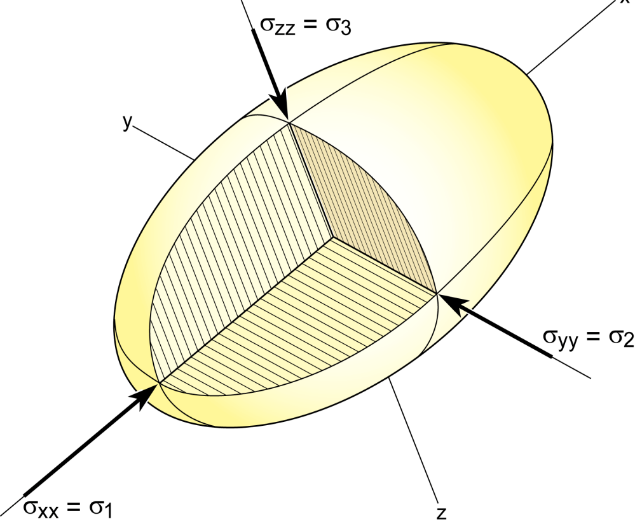 σzz = σ3
x
y
σyy = σ2
σxx = σ1
z